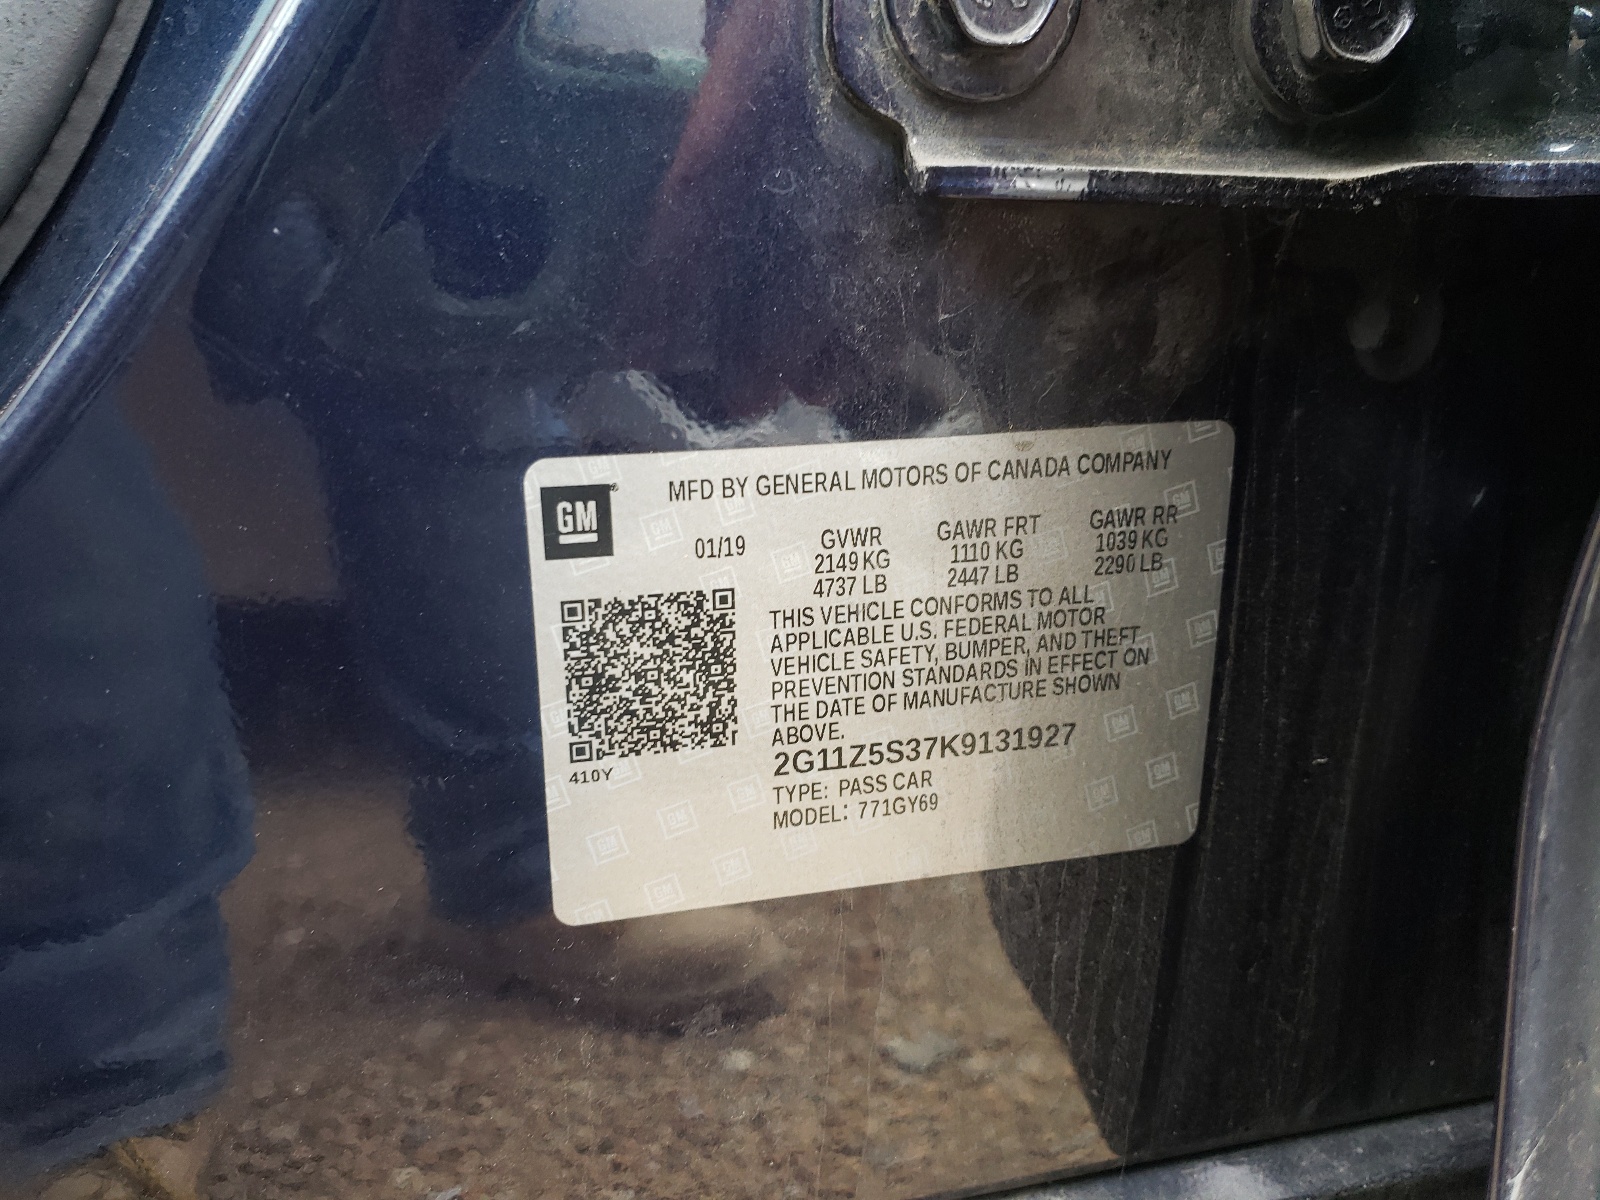 MFD BY GENERAL MOTORS OF CANADA COMPANY
GM
01/19
GVWR
2149 KG
4737 LB
GAWR FRT
1110 KG
2447 LB
GAWR RR
1039 KG
2290 LB
THIS VEHICLE CONFORMS TO ALL
APPLICABLE U.S. FEDERAL MOTOR
VEHICLE SAFETY, BUMPER, AND THEFT
PREVENTION STANDARDS IN EFFECT ON
THE DATE OF MANUFACTURE SHOWN
ABOVE.
2G11Z5S37K9131927
TYPE: PASS CAR
MODEL: 771GY69
410Y